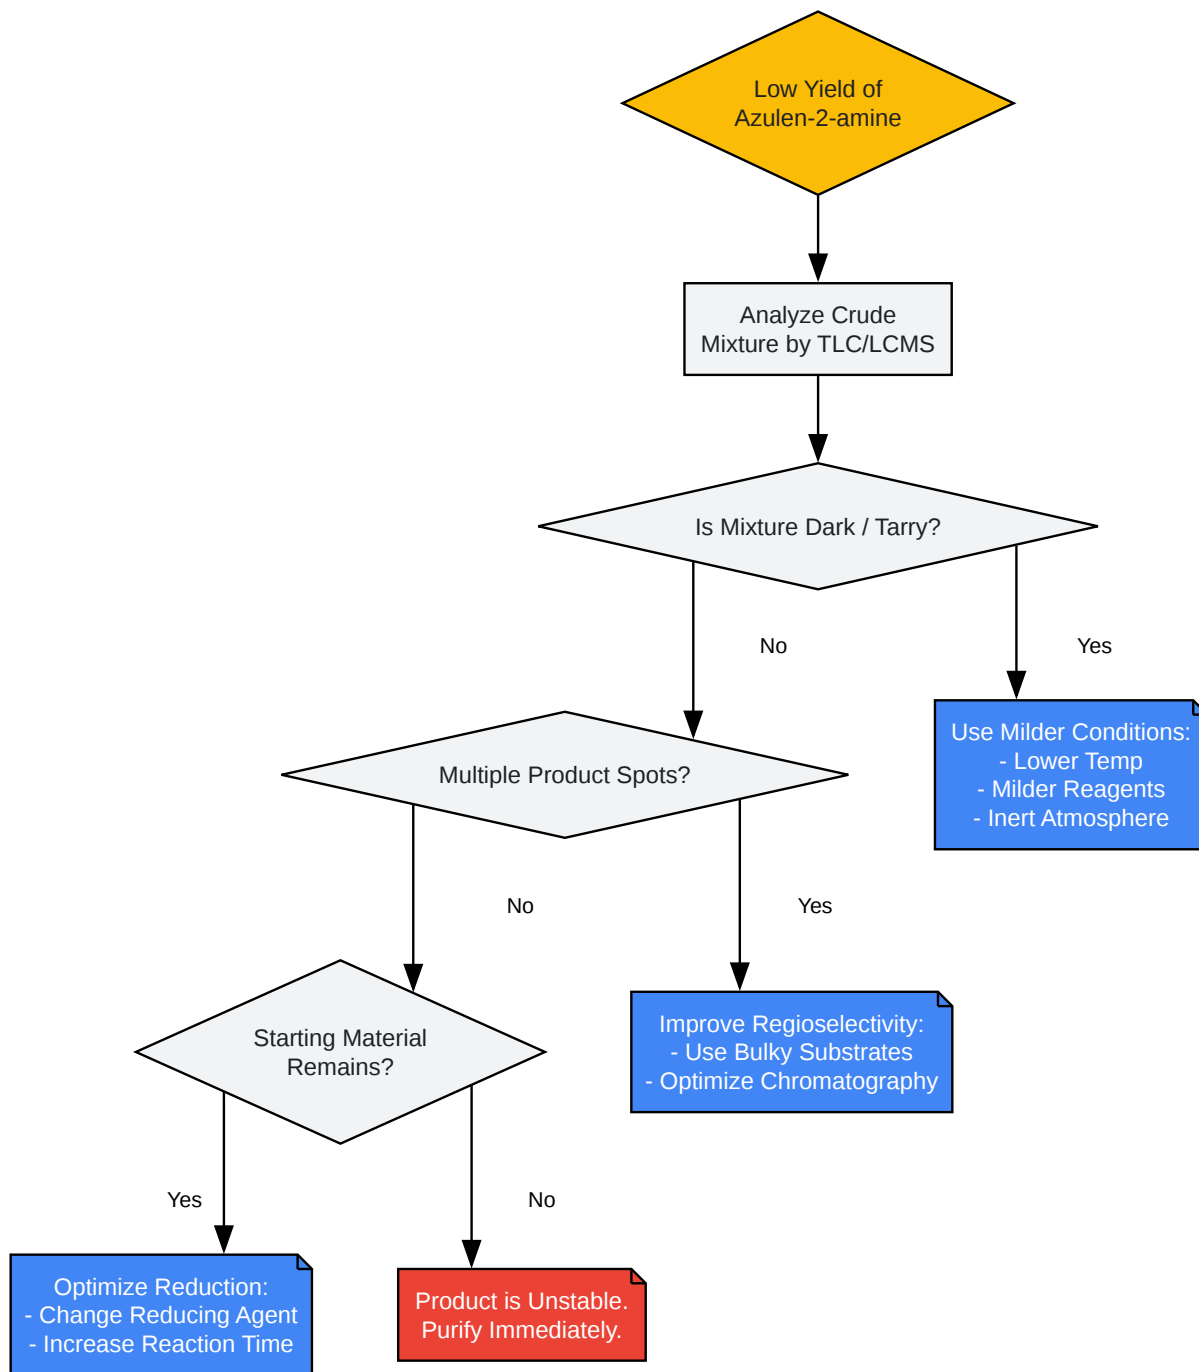 Low Yield of
Azulen-2-amine
Analyze Crude
Mixture by TLC/LCMS
Is Mixture Dark / Tarry?
No
Yes
Use Milder Conditions:
- Lower Temp
- Milder Reagents
- Inert Atmosphere
Multiple Product Spots?
No
Yes
Improve Regioselectivity:
- Use Bulky Substrates
- Optimize Chromatography
Starting Material
Remains?
Yes
No
Optimize Reduction:
- Change Reducing Agent
- Increase Reaction Time
Product is Unstable.
Purify Immediately.